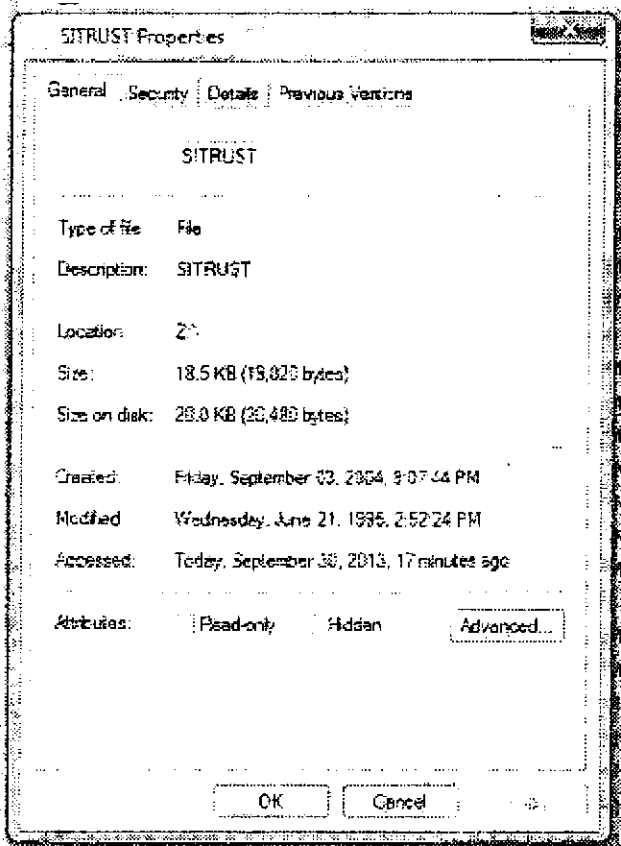 SITRUST Properties
General Security Details Previous Versions
SITRUST
Type of file File
Description: SITRUST
Location: Z:\
Size: 18.5 KB bytes)
Size on disk: 20.0 KB (20,480 bytes)
Created: Friday, September 03, 2004, PM
Modified Wednesday, June 21, 1995, 2:52:24 PM
Accessed: Today, September 30, 2013, 17 minutes ago
Attributes: Read-only Hidden Advanced...
OK Cancel